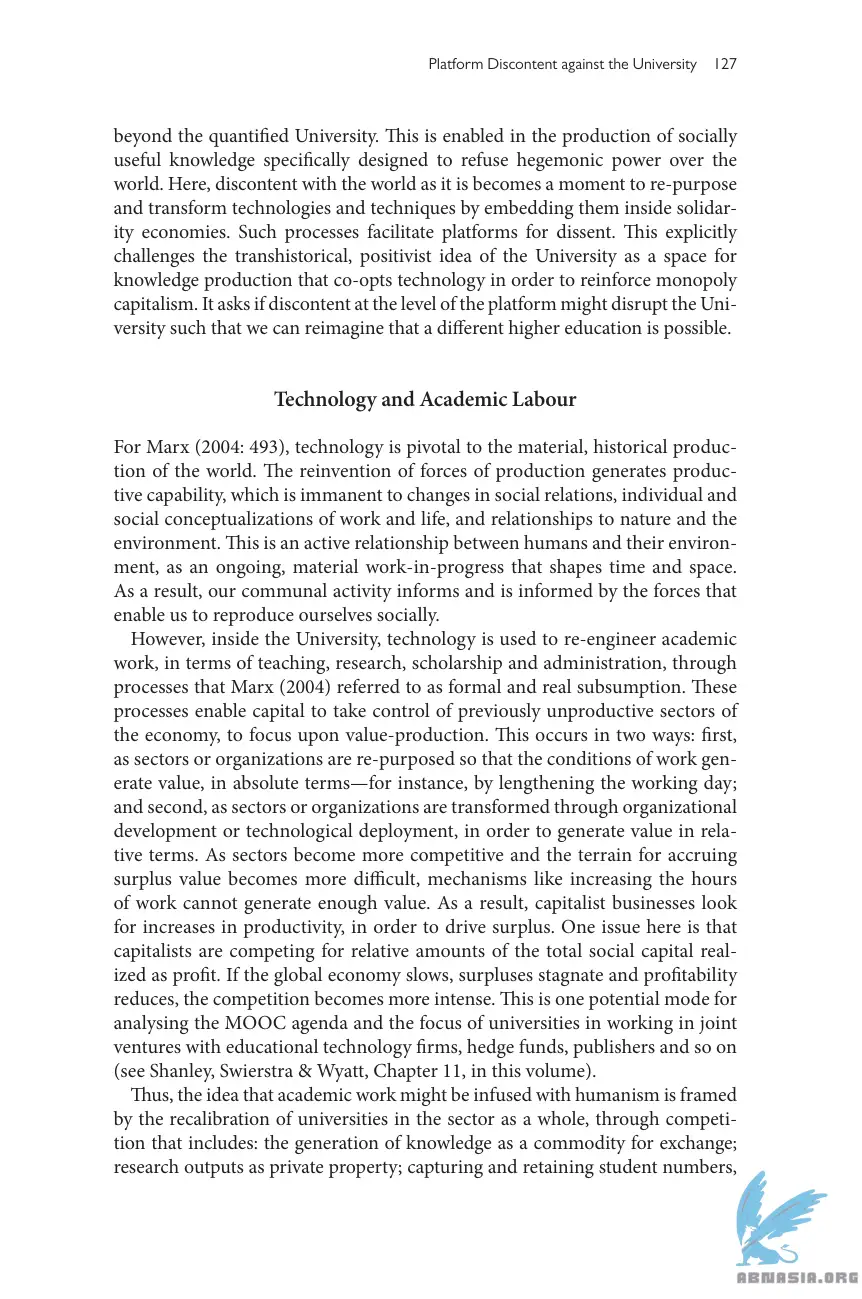 Platform Discontent against the University 127
beyond the quantified University. This is enabled in the production of socially
useful knowledge specifically designed to refuse hegemonic power over the
world. Here, discontent with the world as it is becomes a moment to re-purpose
and transform technologies and techniques by embedding them inside solidar-
ity economies. Such processes facilitate platforms for dissent. This explicitly
challenges the transhistorical, positivist idea of the University as a space for
knowledge production that co-opts technology in order to reinforce monopoly
capitalism. It asks if discontent at the level of the platform might disrupt the Uni-
versity such that we can reimagine that a different higher education is possible.
Technology and Academic Labour
For Marx (2004: 493), technology is pivotal to the material, historical produc-
tion of the world. The reinvention of forces of production generates produc-
tive capability, which is immanent to changes in social relations, individual and
social conceptualizations of work and life, and relationships to nature and the
environment. This is an active relationship between humans and their environ-
ment, as an ongoing, material work-in-progress that shapes time and space.
As a result, our communal activity informs and is informed by the forces that
enable us to reproduce ourselves socially.
However, inside the University, technology is used to re-engineer academic
work, in terms of teaching, research, scholarship and administration, through
processes that Marx (2004) referred to as formal and real subsumption. These
processes enable capital to take control of previously unproductive sectors of
the economy, to focus upon value-production. This occurs in two ways: first,
as sectors or organizations are re-purposed so that the conditions of work gen-
erate value, in absolute terms—for instance, by lengthening the working day;
and second, as sectors or organizations are transformed through organizational
development or technological deployment, in order to generate value in rela-
tive terms. As sectors become more competitive and the terrain for accruing
surplus value becomes more difficult, mechanisms like increasing the hours
of work cannot generate enough value. As a result, capitalist businesses look
for increases in productivity, in order to drive surplus. One issue here is that
capitalists are competing for relative amounts of the total social capital real-
ized as profit. If the global economy slows, surpluses stagnate and profitability
reduces, the competition becomes more intense. This is one potential mode for
analysing the MOOC agenda and the focus of universities in working in joint
ventures with educational technology firms, hedge funds, publishers and so on
(see Shanley, Swierstra & Wyatt, Chapter 11, in this volume).
Thus, the idea that academic work might be infused with humanism is framed
by the recalibration of universities in the sector as a whole, through competi-
tion that includes: the generation of knowledge as a commodity for exchange;
research outputs as private property; capturing and retaining student numbers,
ABNASIA.ORG